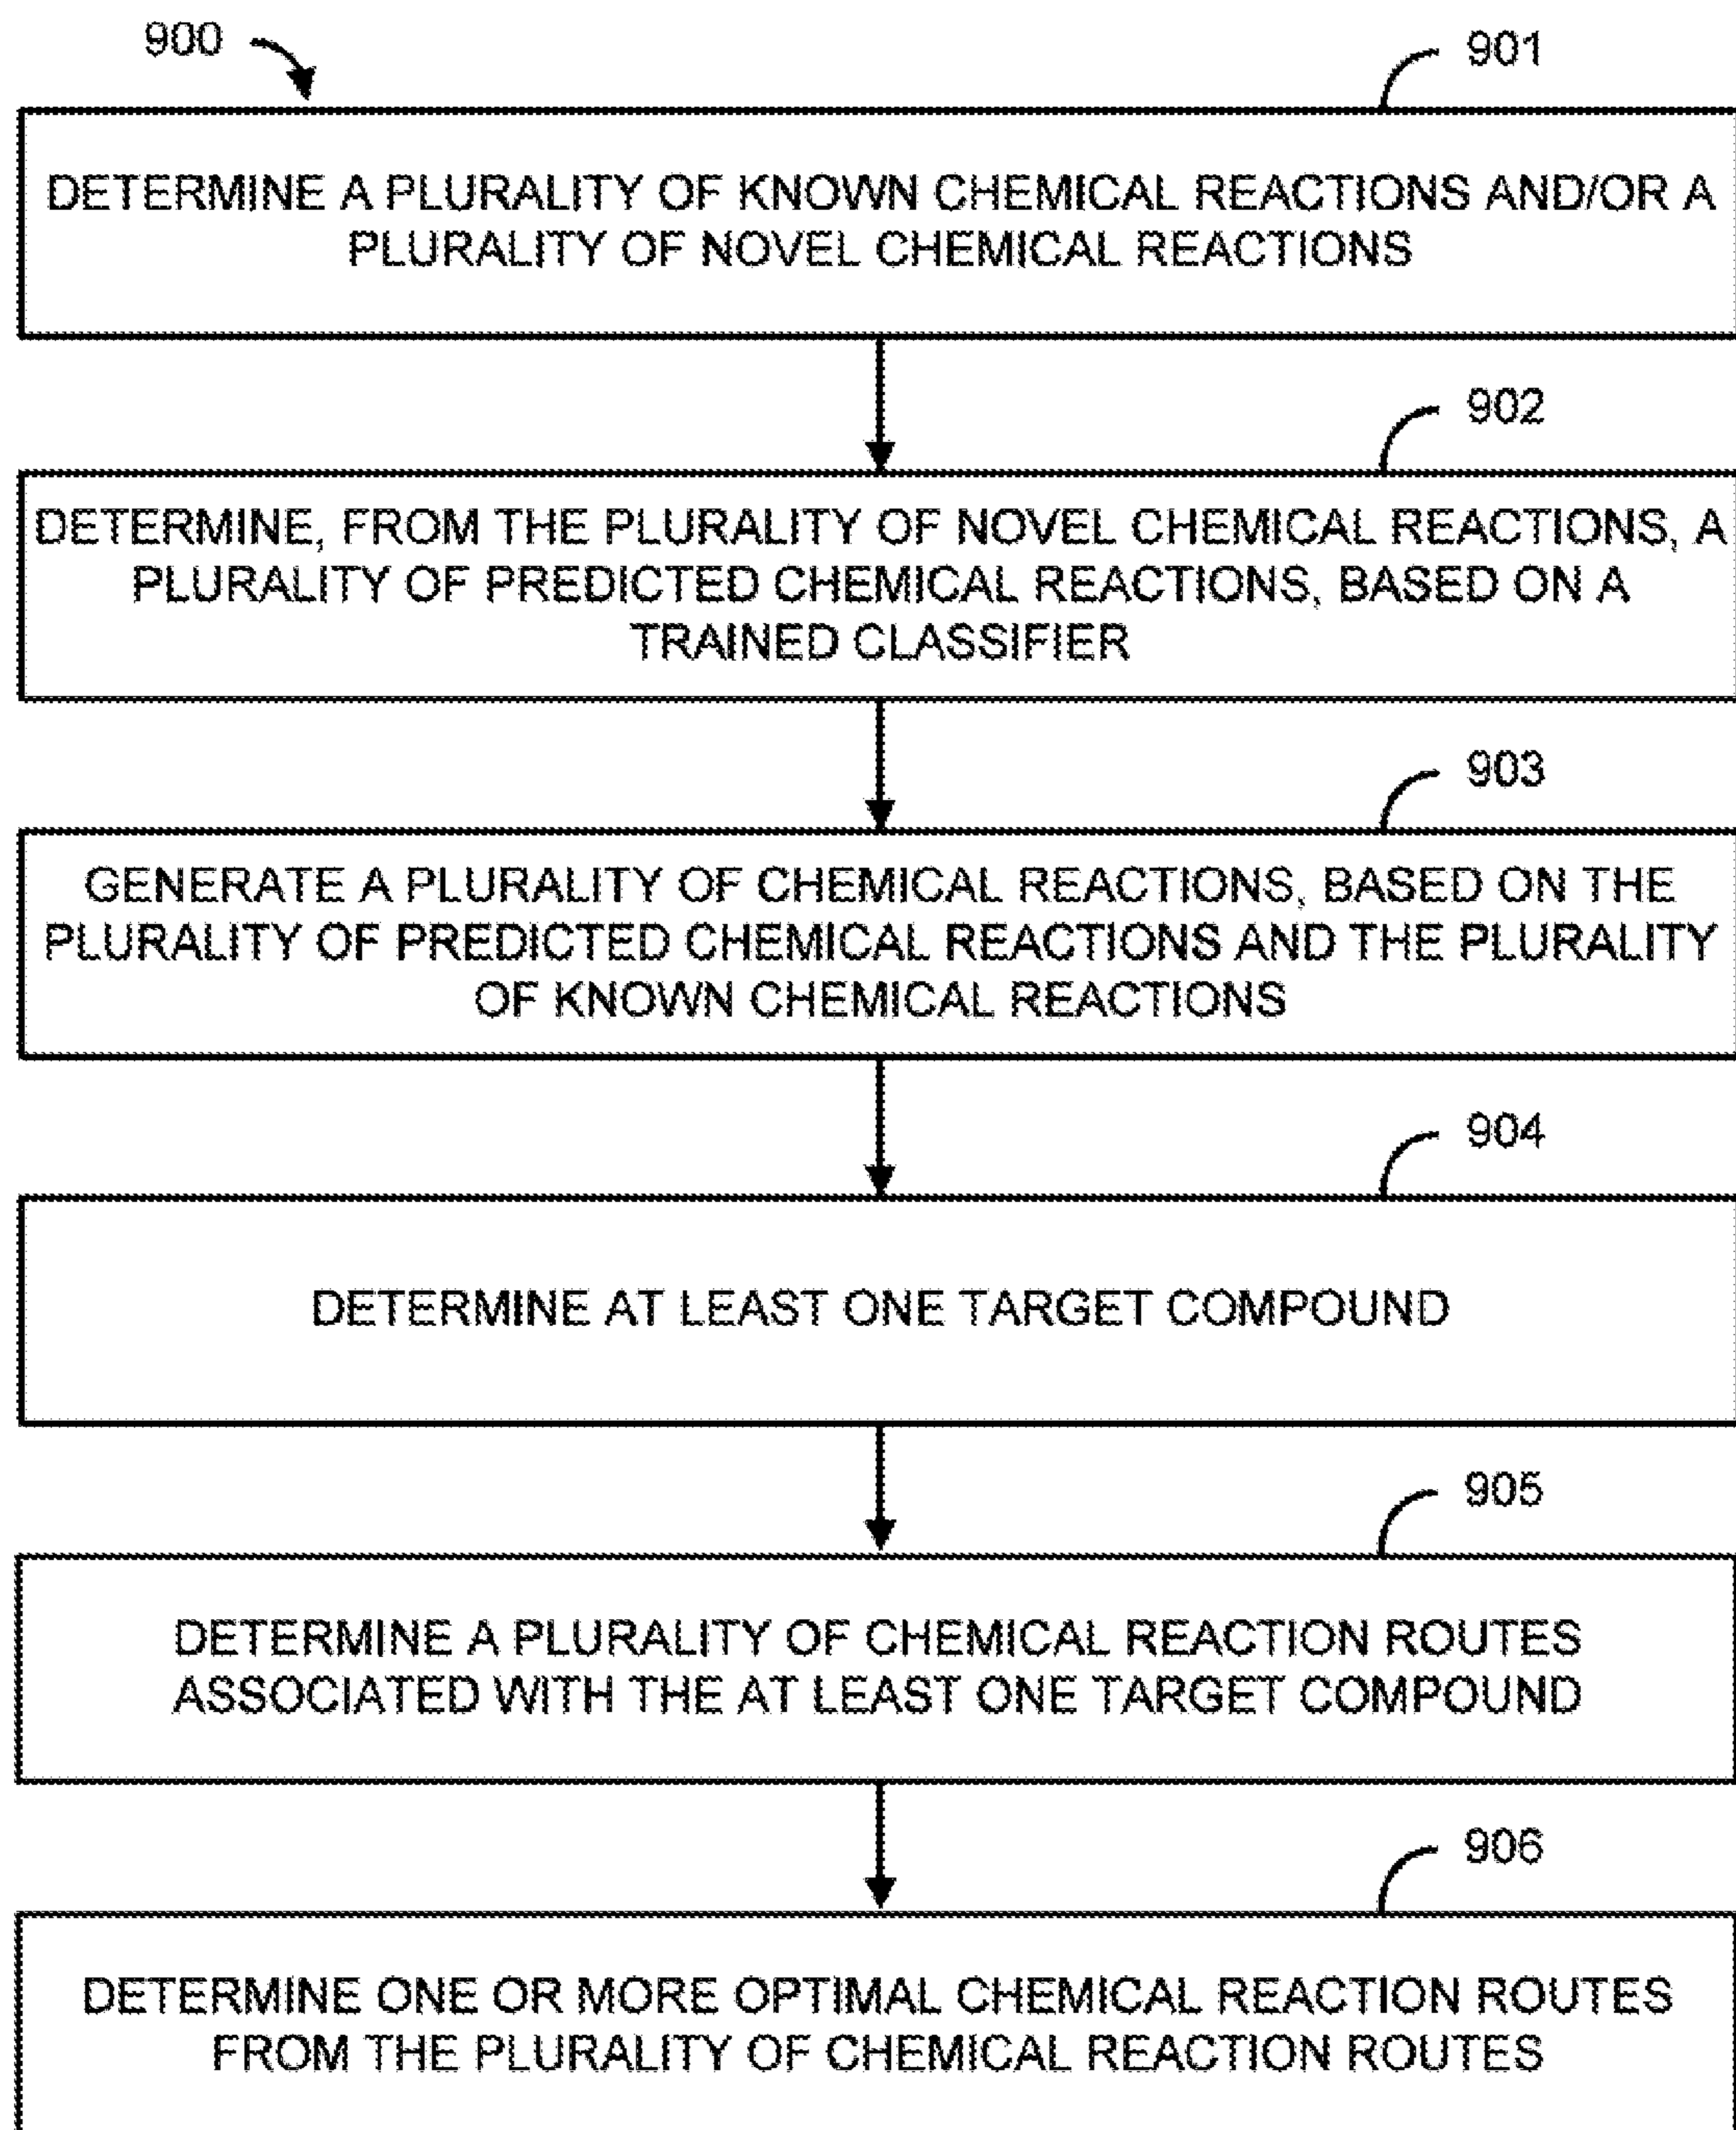 900
901
DETERMINE A PLURALITY OF KNOWN CHEMICAL REACTIONS AND/OR A
PLURALITY OF NOVEL CHEMICAL REACTIONS
902
DETERMINE, FROM THE PLURALITY OF NOVEL CHEMICAL REACTIONS, A
PLURALITY OF PREDICTED CHEMICAL REACTIONS, BASED ON A
TRAINED CLASSIFIER
903
GENERATE A PLURALITY OF CHEMICAL REACTIONS, BASED ON THE
PLURALITY OF PREDICTED CHEMICAL REACTIONS AND THE PLURALITY
OF KNOWN CHEMICAL REACTIONS
904
DETERMINE AT LEAST ONE TARGET COMPOUND
905
DETERMINE A PLURALITY OF CHEMICAL REACTION ROUTES
ASSOCIATED WITH THE AT LEAST ONE TARGET COMPOUND
906
DETERMINE ONE OR MORE OPTIMAL CHEMICAL REACTION ROUTES
FROM THE PLURALITY OF CHEMICAL REACTION ROUTES